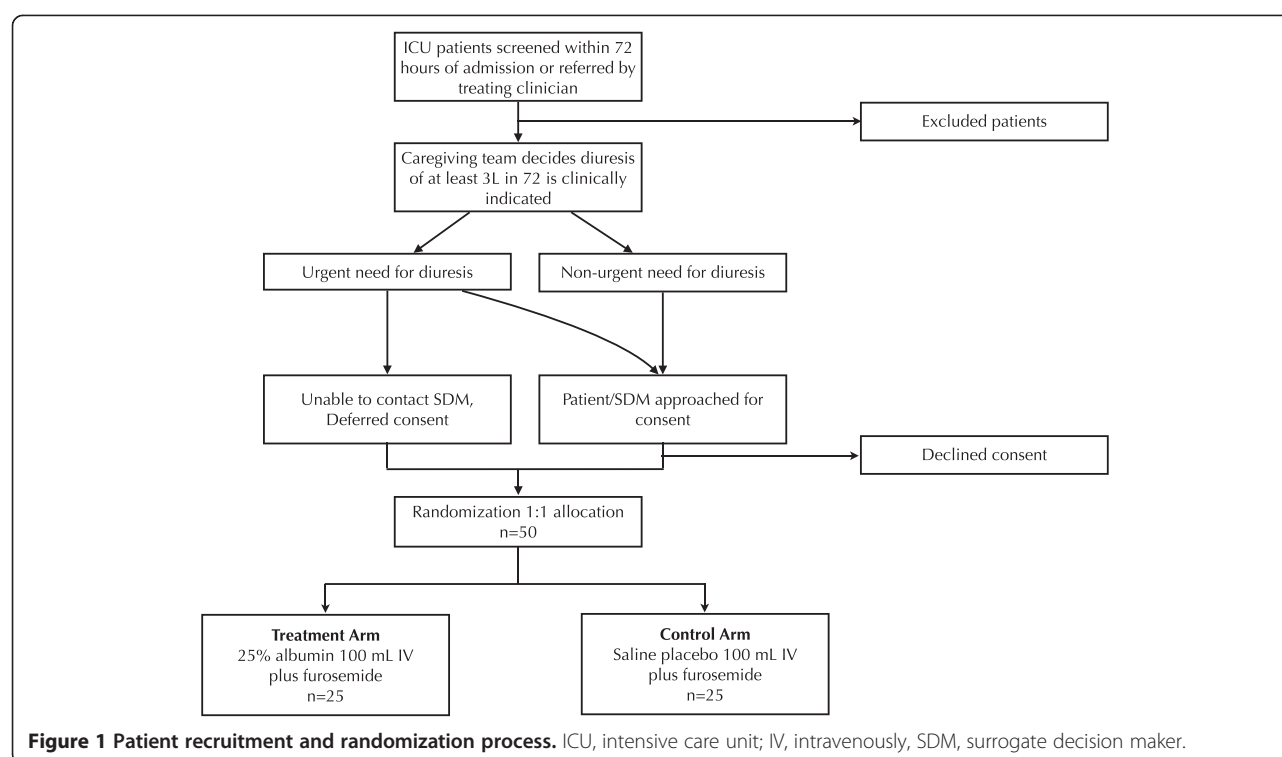 ICU patients screened within 72
hours of admission or referred by
treating clinician
Excluded patients
Caregiving team decides diuresis
of at least 3L in 72 is clinically
indicated
Urgent need for diuresis
Non-urgent need for diuresis
Unable to contact SDM,
Deferred consent
Patient/SDM approached for
consent
Declined consent
Randomization 1:1 allocation
n=50
Treatment Arm
25% albumin 100 mL IV
plus furosemide
n=25
Control Arm
Saline placebo 100 mL IV
plus furosemide
n=25
Figure 1 Patient recruitment and randomization process. ICU, intensive care unit; IV, intravenously, SDM, surrogate decision maker.